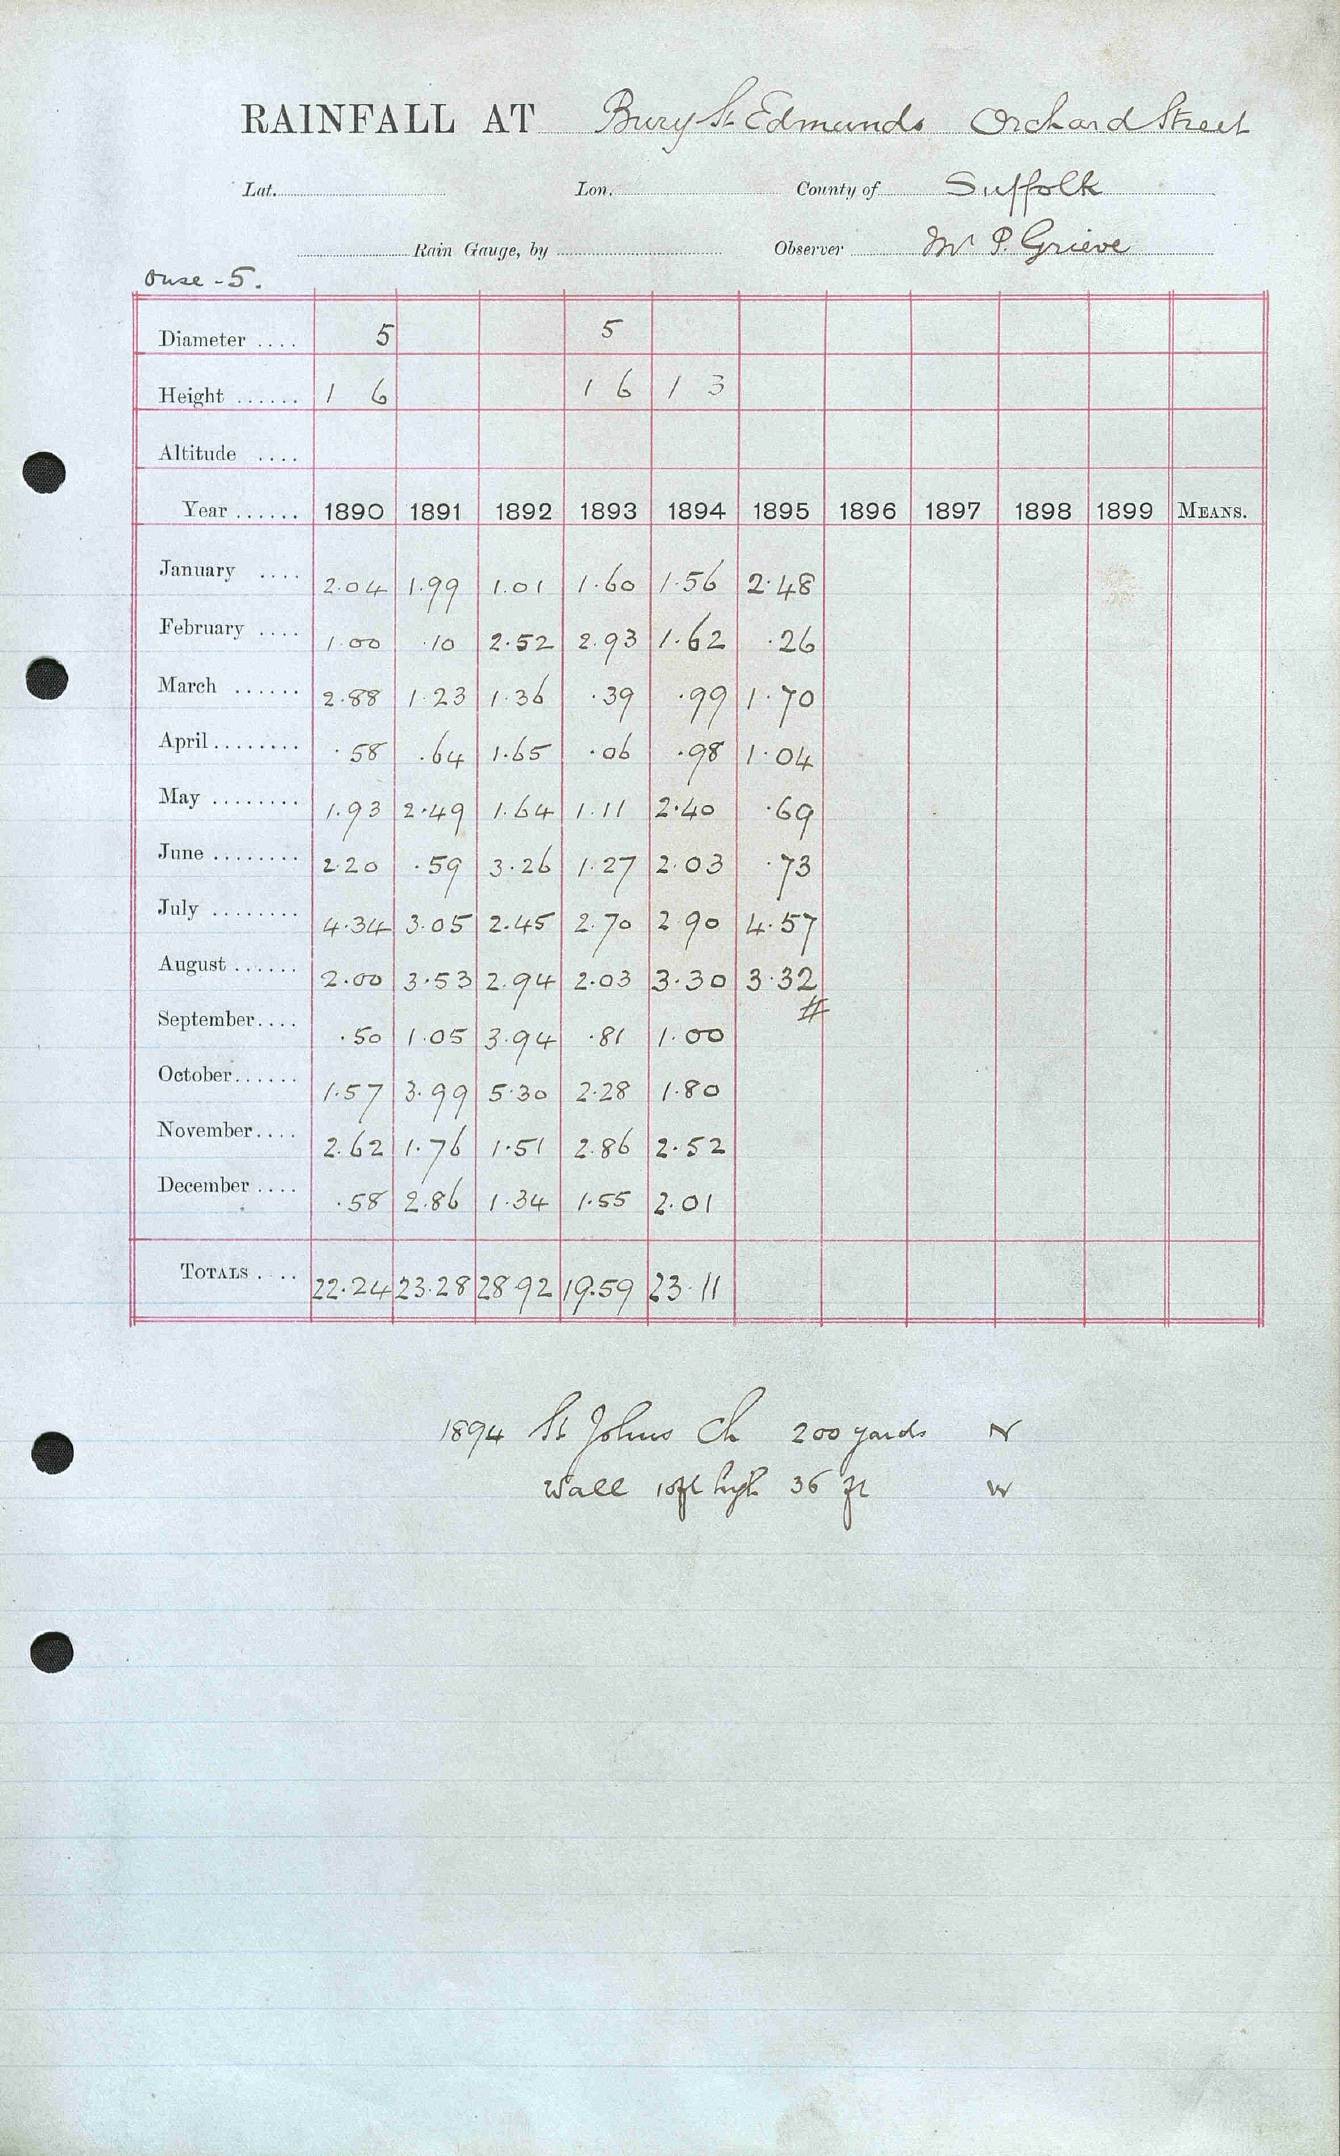 RAINFALL AT Bury St Edmunds Orchard Street
Lat. Lon. County of Suffolk
Rain Gauge, by Observer Mr P. Grieve
Ouse - 5.
Diameter .... 5 5
Height ...... 1 6 1 6 1 3
Altitude ....
Year ...... 1890 1891 1892 1893 1894 1895 1896 1897 1898 1899 MEANS.
January .... 2.04 1.99 1.01 1.60 1.56 2.48
February .... 1.00 .10 2.52 2.93 1.62 .26
March ...... 2.88 1.23 1.36 .39 .99 1.70
April ........ .58 .64 1.65 .06 .98 1.04
May ........ 1.93 2.49 1.64 1.11 2.40 .69
June ........ 2.20 .59 3.26 1.27 2.03 .73
July ........ 4.34 3.05 2.45 2.70 2.90 4.57
August ...... 2.00 3.53 2.94 2.03 3.30 3.32
#
September .... .50 1.05 3.94 .81 1.00
October ...... 1.57 3.99 5.30 2.28 1.80
November .... 2.62 1.76 1.51 2.86 2.52
December .... .58 2.86 1.34 1.55 2.01
TOTALS .... 22.24 23.28 28 92 19.59 23.11
1894 St Johns Ch 200 yards N
Wall 10ft high 36 ft W